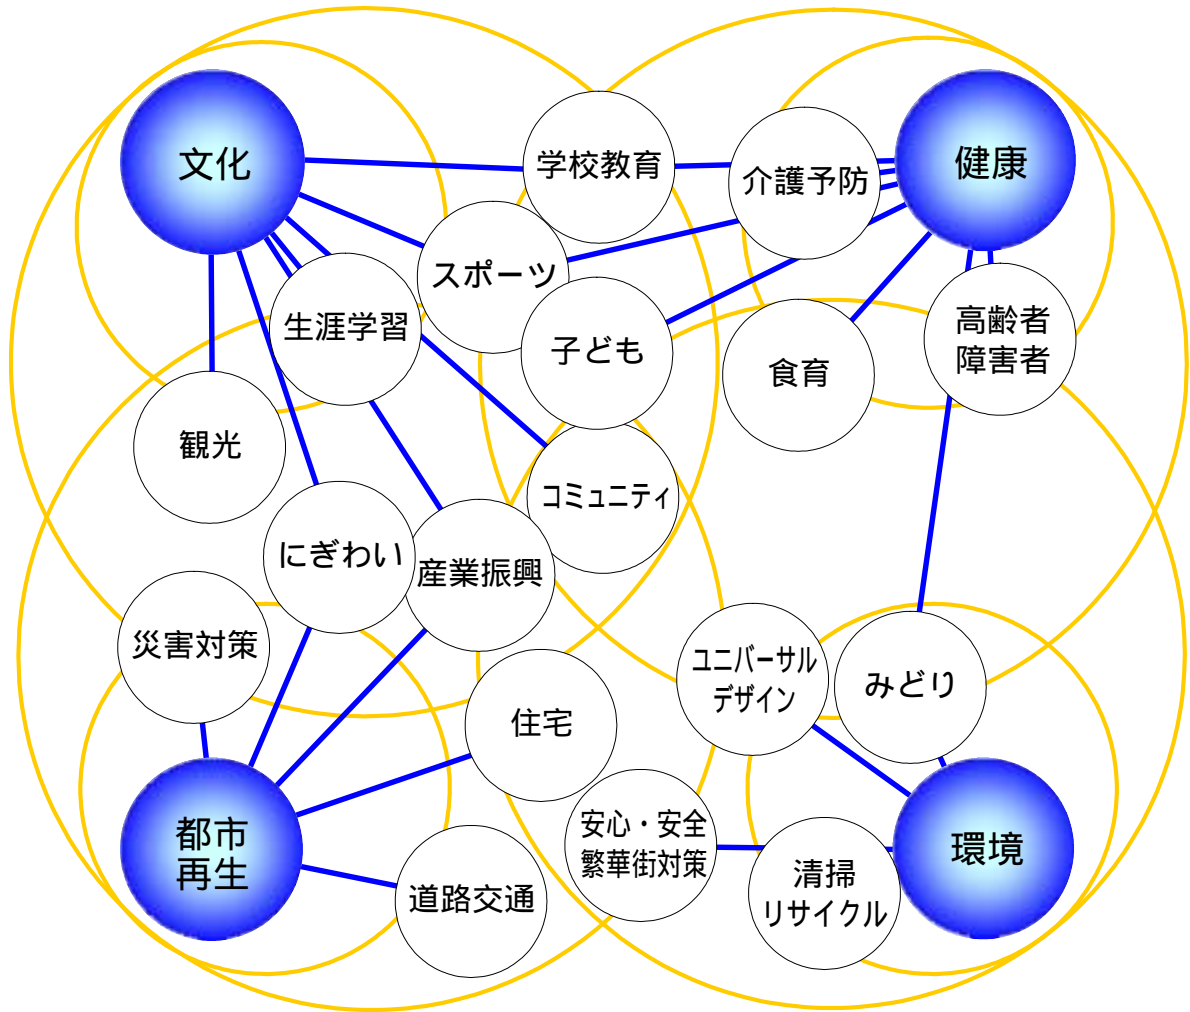 文化
学校教育
介護予防
健康
スポーツ
生涯学習
子ども
高齢者
障害者
食育
観光
コミュニティ
にぎわい
産業振興
災害対策
ユニバーサル
デザイン
みどり
住宅
都市
再生
安心・安全
繁華街対策
環境
道路交通
清掃
リサイクル